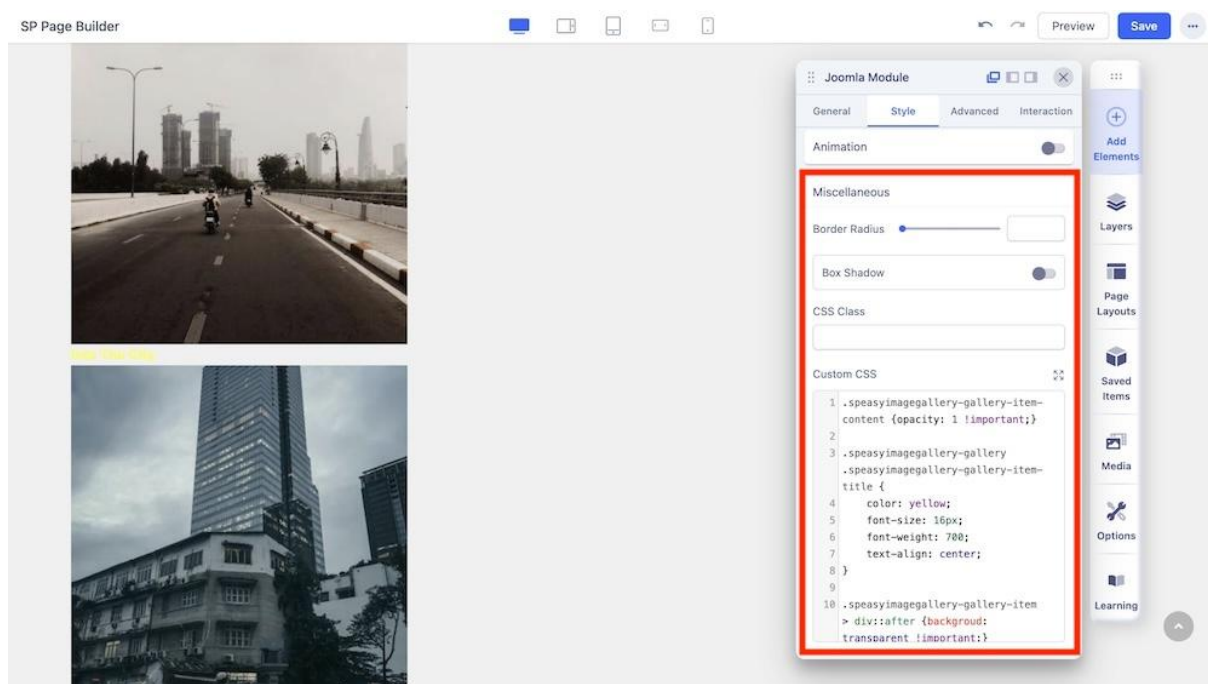 SP Page Builder
Preview
Save
Joomla Module
General Style Advanced Interaction
Animation
Miscellaneous
Border Radius
Box Shadow
CSS Class
Custom CSS
1 .speasyimagegallery-gallery-item-
content {opacity: 1 !important;}
2
3 .speasyimagegallery-gallery
.speasyimagegallery-gallery-item-
title {
4 color: yellow;
5 font-size: 16px;
6 font-weight: 700;
7 text-align: center;
8 }
9
10 .speasyimagegallery-gallery-item
> div::after {backgroud:
transparent !important;}
Add
Elements
Layers
Page
Layouts
Saved
Items
Media
Options
Learning